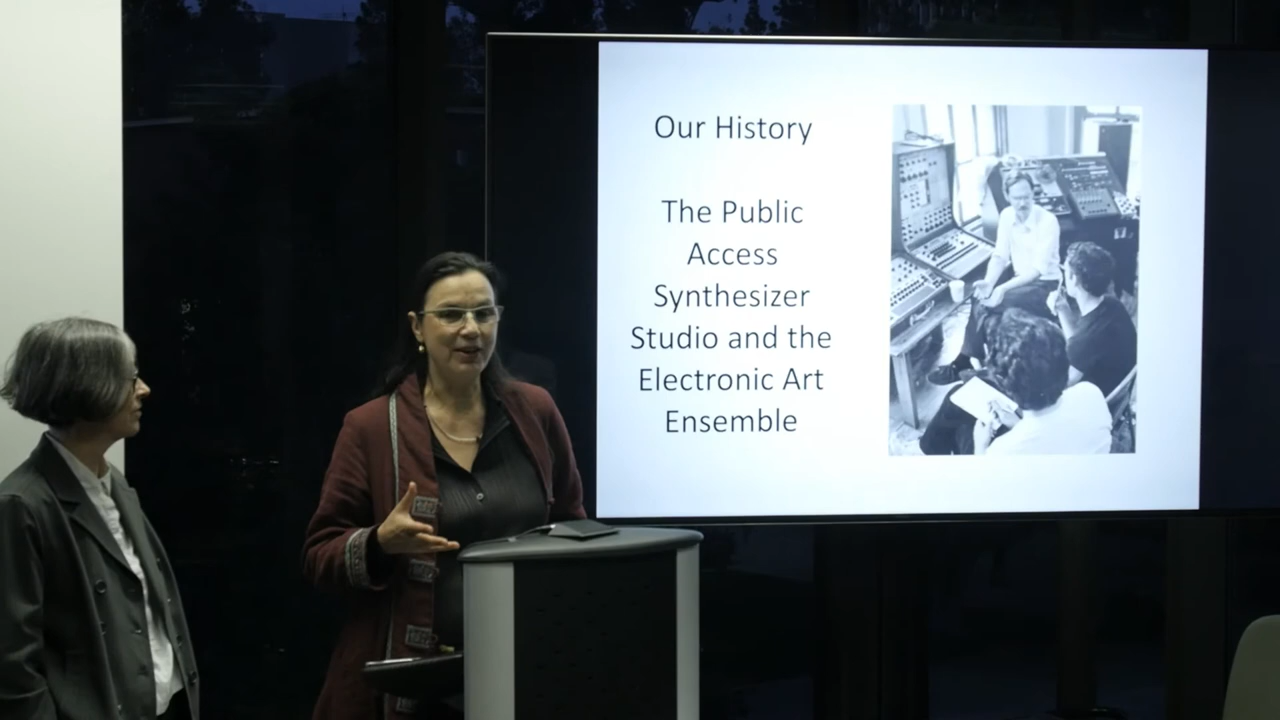 Our History
The Public
Access
Synthesizer
Studio and the
Electronic Art
Ensemble